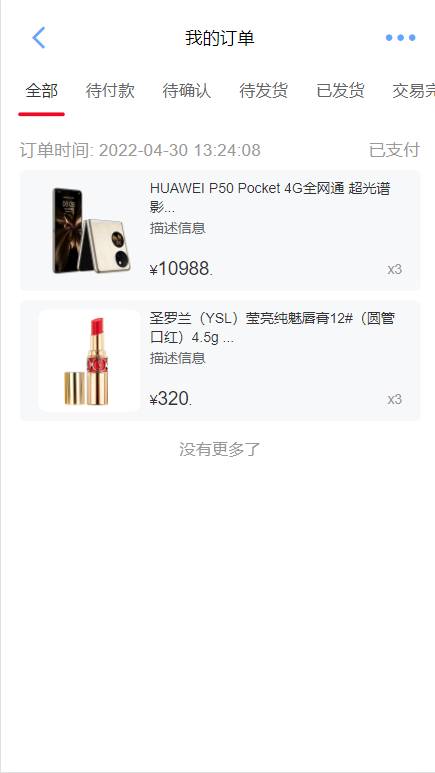 我的订单
全部 待付款 待确认 待发货 已发货 交易完
订单时间: 2022-04-30 13:24:08 已支付
HUAWEI P50 Pocket 4G全网通 超光谱
影...
描述信息
¥10988. x3
圣罗兰（YSL）莹亮纯魅唇膏12#（圆管
口红）4.5g ...
描述信息
¥320. x3
没有更多了